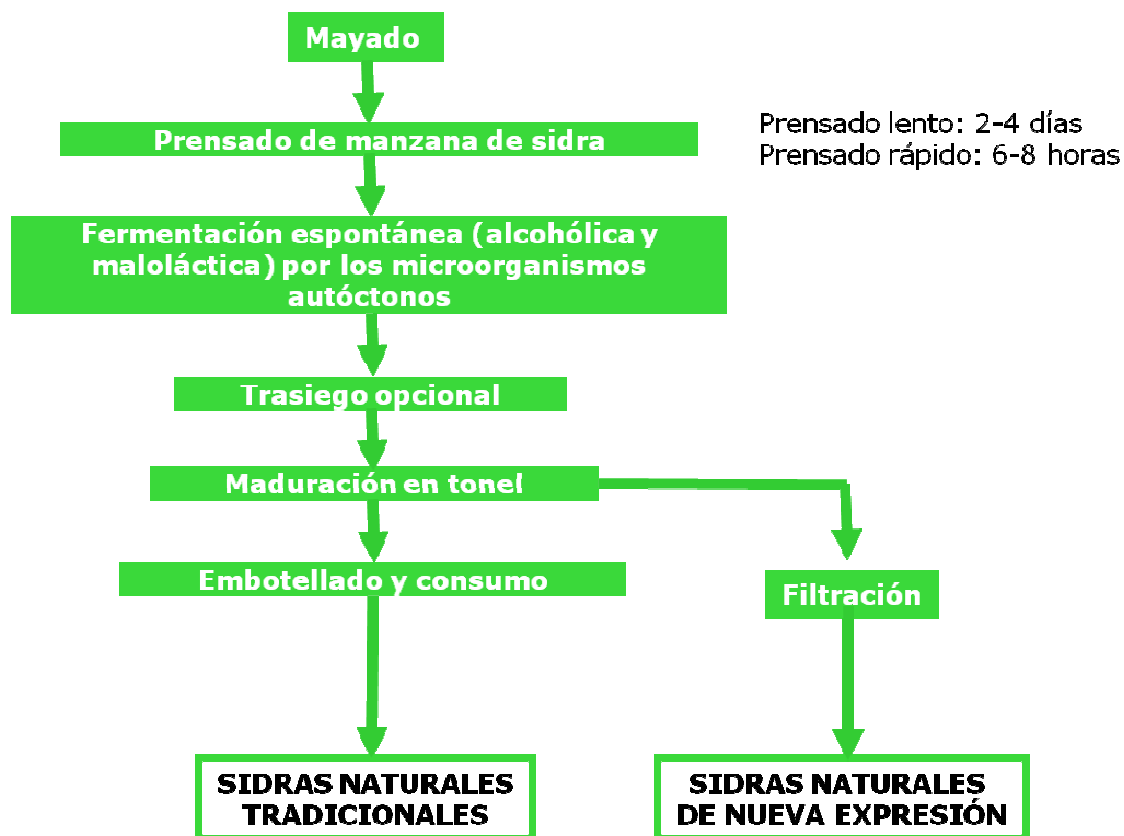 Mayado
Prensado de manzana de sidra
Prensado lento: 2-4 días
Prensado rápido: 6-8 horas
Fermentación espontánea (alcohólica y
maloláctica) por los microorganismos
autóctonos
Trasiego opcional
Maduración en tonel
Embotellado y consumo
Filtración
SIDRAS NATURALES
TRADICIONALES
SIDRAS NATURALES
DE NUEVA EXPRESIÓN